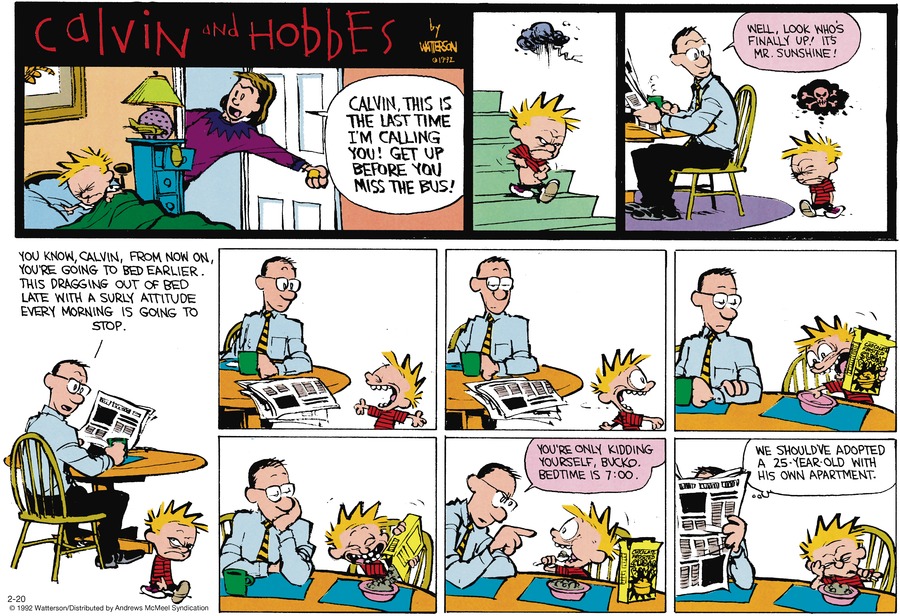 Calvin and Hobbes
by
WATTERSON
©1992
CALVIN, THIS IS
THE LAST TIME
I'M CALLING
YOU! GET UP
BEFORE YOU
MISS THE BUS!
WELL, LOOK WHO'S
FINALLY UP! IT'S
MR. SUNSHINE!
YOU KNOW, CALVIN, FROM NOW ON,
YOU'RE GOING TO BED EARLIER.
THIS DRAGGING OUT OF BED
LATE WITH A SURLY ATTITUDE
EVERY MORNING IS GOING TO
STOP.
YOU'RE ONLY KIDDING
YOURSELF, BUCKO.
BEDTIME IS 7:00.
CHOCOLATE
FROSTED
WE SHOULD'VE ADOPTED
A 25-YEAR-OLD WITH
HIS OWN APARTMENT.
2-20
© 1992 Watterson/Distributed by Andrews McMeel Syndication